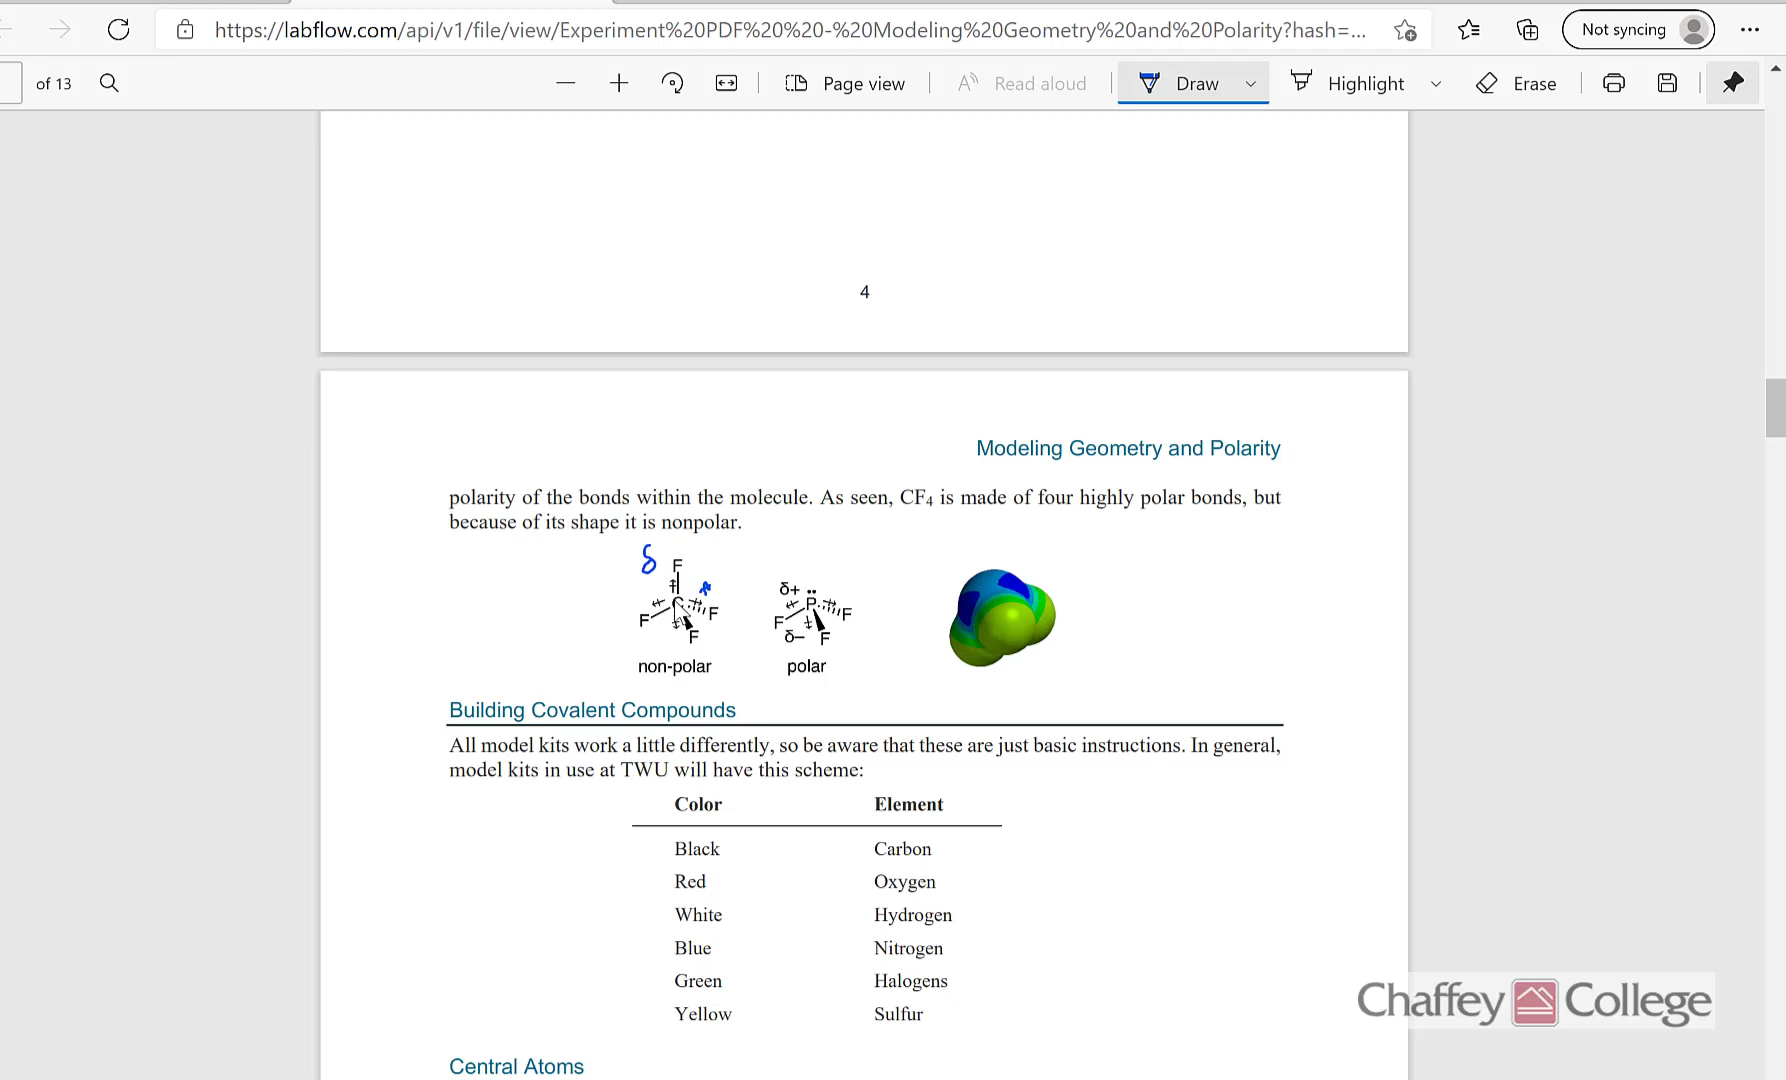 https://labflow.com/api/v1/file/view/Experiment%20PDF%20%20-%20Modeling%20Geometry%20and%20Polarity?hash=...
Not syncing
of 13
Page view
Read aloud
Draw
Highlight
Erase
4
Modeling Geometry and Polarity
polarity of the bonds within the molecule. As seen, CF4 is made of four highly polar bonds, but
because of its shape it is nonpolar.
δ F
C
F F
F
non-polar
δ+
P
F F
δ− F
polar
Building Covalent Compounds
All model kits work a little differently, so be aware that these are just basic instructions. In general,
model kits in use at TWU will have this scheme:
Color Element
Black Carbon
Red Oxygen
White Hydrogen
Blue Nitrogen
Green Halogens
Yellow Sulfur
Chaffey College
Central Atoms